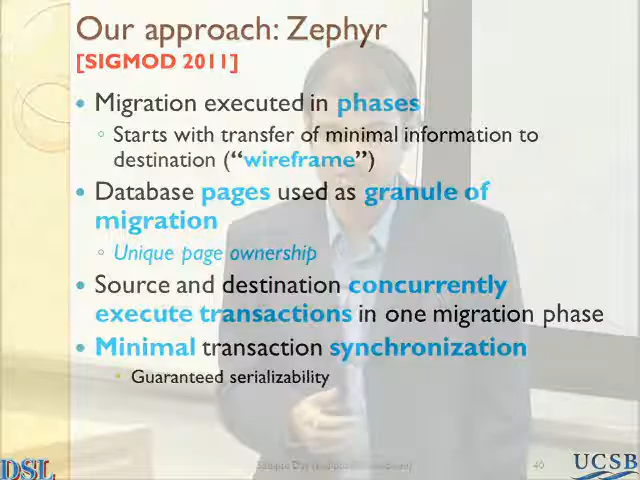 Our approach: Zephyr
[SIGMOD 2011]
• Migration executed in phases
◦ Starts with transfer of minimal information to
destination (“wireframe”)
• Database pages used as granule of
migration
◦ Unique page ownership
• Source and destination concurrently
execute transactions in one migration phase
• Minimal transaction synchronization
• Guaranteed serializability
DSL
40
UCSB